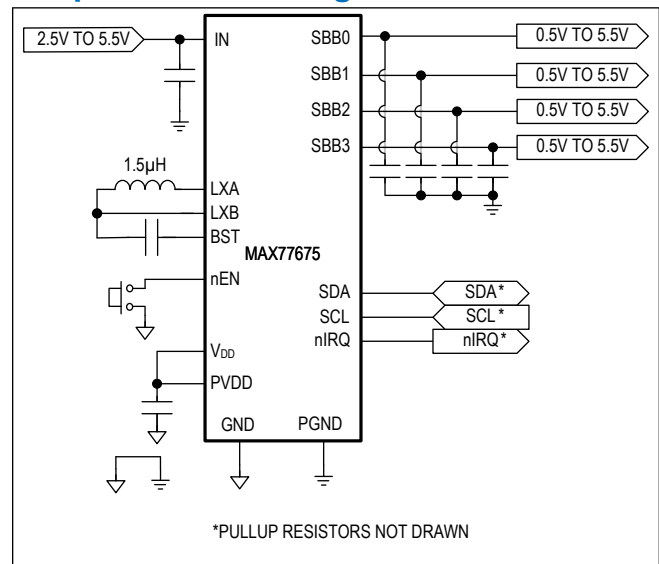 2.5V TO 5.5V
IN
SBB0
0.5V TO 5.5V
SBB1
0.5V TO 5.5V
SBB2
0.5V TO 5.5V
SBB3
0.5V TO 5.5V
1.5µH
LXA
LXB
BST
MAX77675
nEN
SDA
SDA*
SCL
SCL*
nIRQ
nIRQ*
VDD
PVDD
GND
PGND
*PULLUP RESISTORS NOT DRAWN